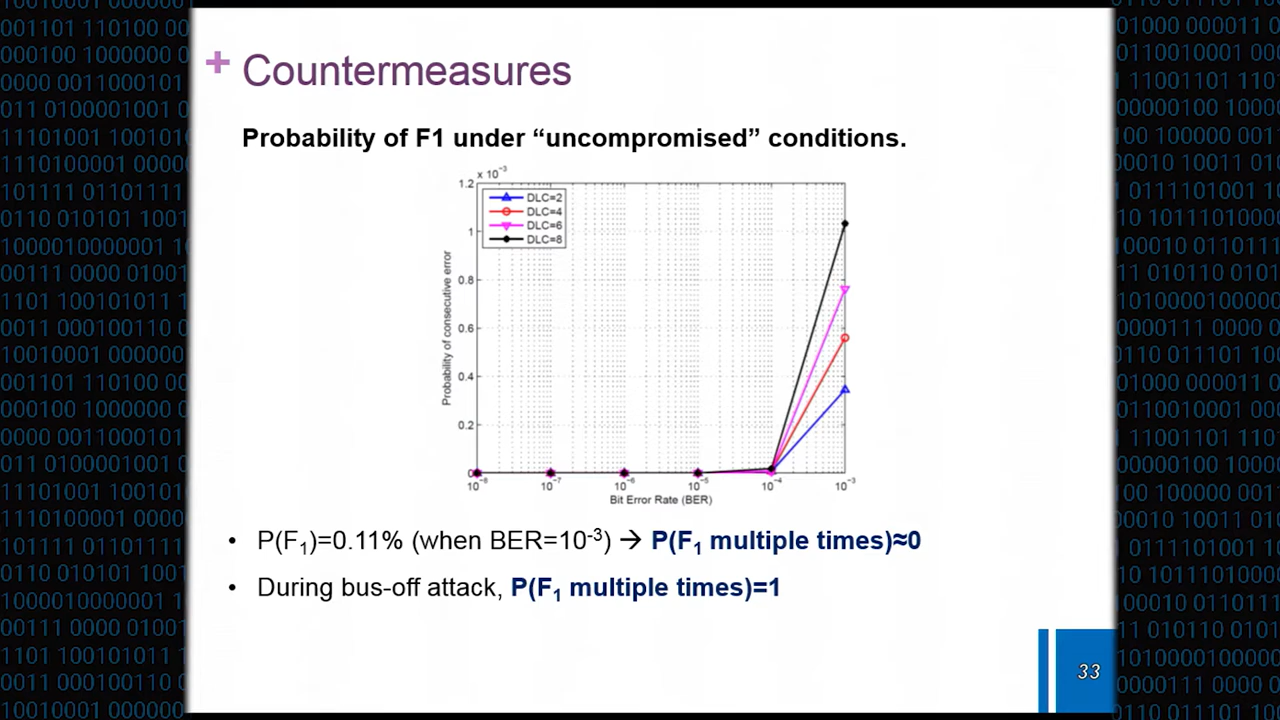 + Countermeasures
Probability of F1 under “uncompromised” conditions.
x 10⁻³
1.2
1
0.8
0.6
0.4
0.2
0
Probability of consecutive error
DLC=2
DLC=4
DLC=6
DLC=8
10⁻⁸ 10⁻⁷ 10⁻⁶ 10⁻⁵ 10⁻⁴ 10⁻³
Bit Error Rate (BER)
• P(F₁)=0.11% (when BER=10⁻³) → P(F₁ multiple times)≈0
• During bus-off attack, P(F₁ multiple times)=1
33